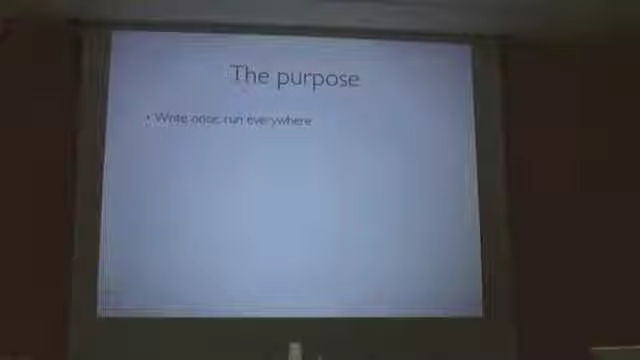 The purpose
• Write once, run everywhere